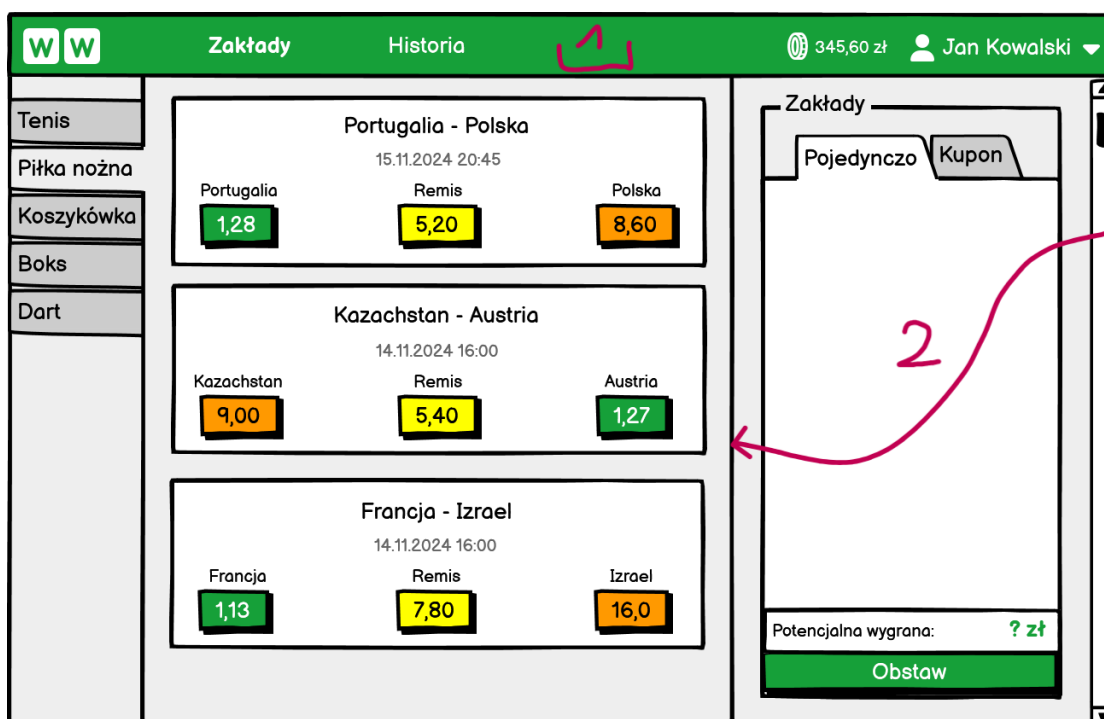 W W Zakłady Historia 1 345,60 zł Jan Kowalski
Tenis
Piłka nożna
Koszykówka
Boks
Dart
Portugalia - Polska
15.11.2024 20:45
Portugalia Remis Polska
1,28 5,20 8,60
Kazachstan - Austria
14.11.2024 16:00
Kazachstan Remis Austria
9,00 5,40 1,27
Francja - Izrael
14.11.2024 16:00
Francja Remis Izrael
1,13 7,80 16,0
Zakłady
Pojedynczo Kupon
2
Potencjalna wygrana: ? zł
Obstaw